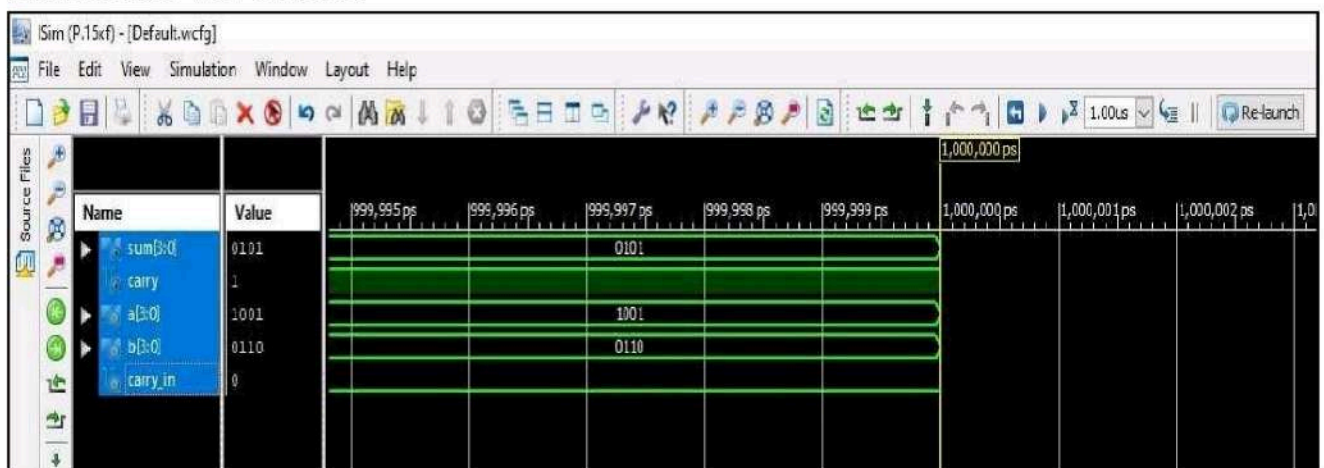 ISim (P.15xf) - [Default.wcfg]
File Edit View Simulation Window Layout Help
1.00us Re-launch
Source Files
1,000,000 ps
Name Value 999,995 ps 999,996 ps 999,997 ps 999,998 ps 999,999 ps 1,000,000 ps 1,000,001 ps 1,000,002 ps 1,0
sum[3:0] 0101 0101
carry 1
a[3:0] 1001 1001
b[3:0] 0110 0110
carry_in 0